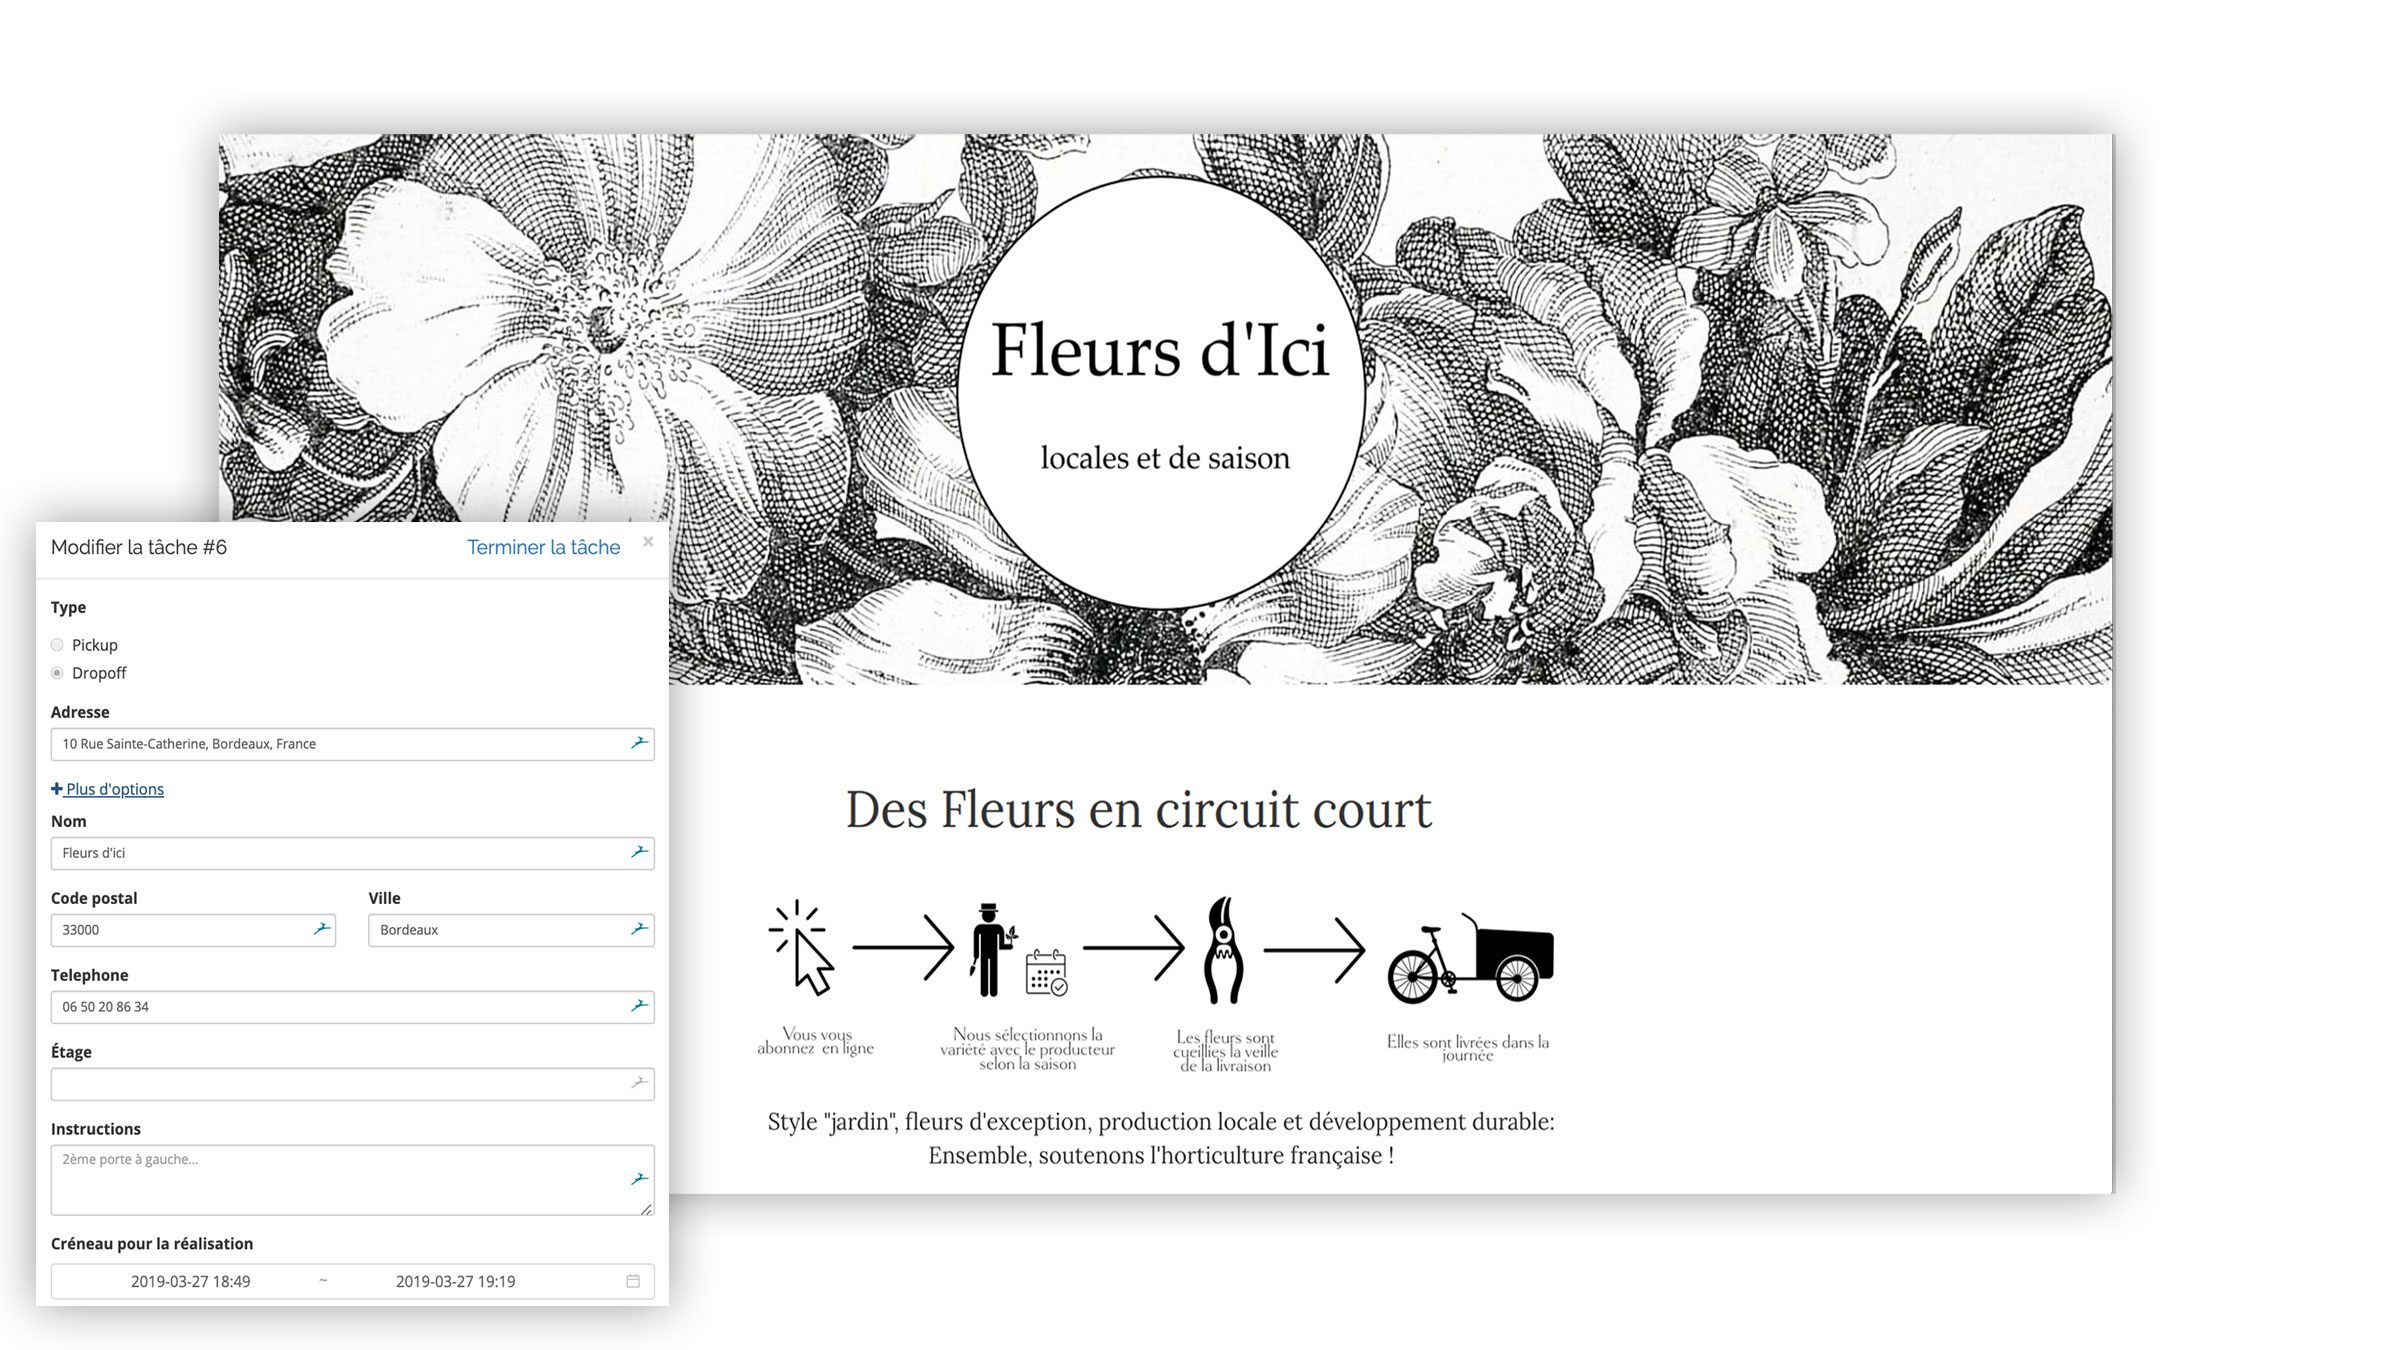 Fleurs d'Ici
locales et de saison
Modifier la tâche #6
Terminer la tâche
×
Type
Pickup
Dropoff
Adresse
10 Rue Sainte-Catherine, Bordeaux, France
+ Plus d'options
Nom
Fleurs d'ici
Code postal
Ville
33000
Bordeaux
Telephone
06 50 20 86 34
Étage
Instructions
2ème porte à gauche...
Créneau pour la réalisation
2019-03-27 18:49 ~ 2019-03-27 19:19
Des Fleurs en circuit court
Vous vous
abonnez en ligne
Nous sélectionnons la
variété avec le producteur
selon la saison
Les fleurs sont
cueillies la veille
de la livraison
Elles sont livrées dans la
journée
Style "jardin", fleurs d'exception, production locale et développement durable:
Ensemble, soutenons l'horticulture française !